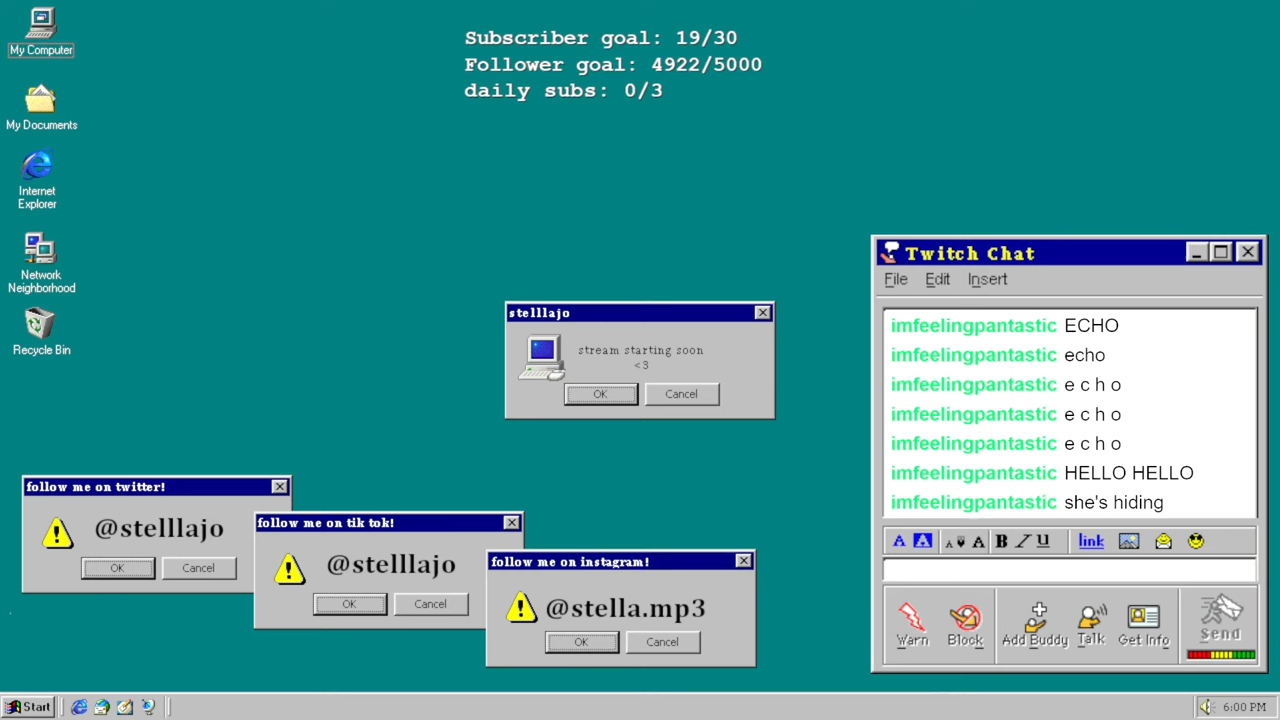 My Computer
My Documents
Internet
Explorer
Network
Neighborhood
Recycle Bin
Subscriber goal: 19/30
Follower goal: 4922/5000
daily subs: 0/3
stelllajo
stream starting soon
<3
OK Cancel
follow me on twitter!
@stelllajo
OK Cancel
follow me on tik tok!
@stelllajo
OK Cancel
follow me on instagram!
@stella.mp3
OK Cancel
Twitch Chat
File Edit Insert
imfeelingpantastic ECHO
imfeelingpantastic echo
imfeelingpantastic e c h o
imfeelingpantastic e c h o
imfeelingpantastic e c h o
imfeelingpantastic HELLO HELLO
imfeelingpantastic she's hiding
A A A A B I U link
Warn Block Add Buddy Talk Get Info Send
Start
6:00 PM